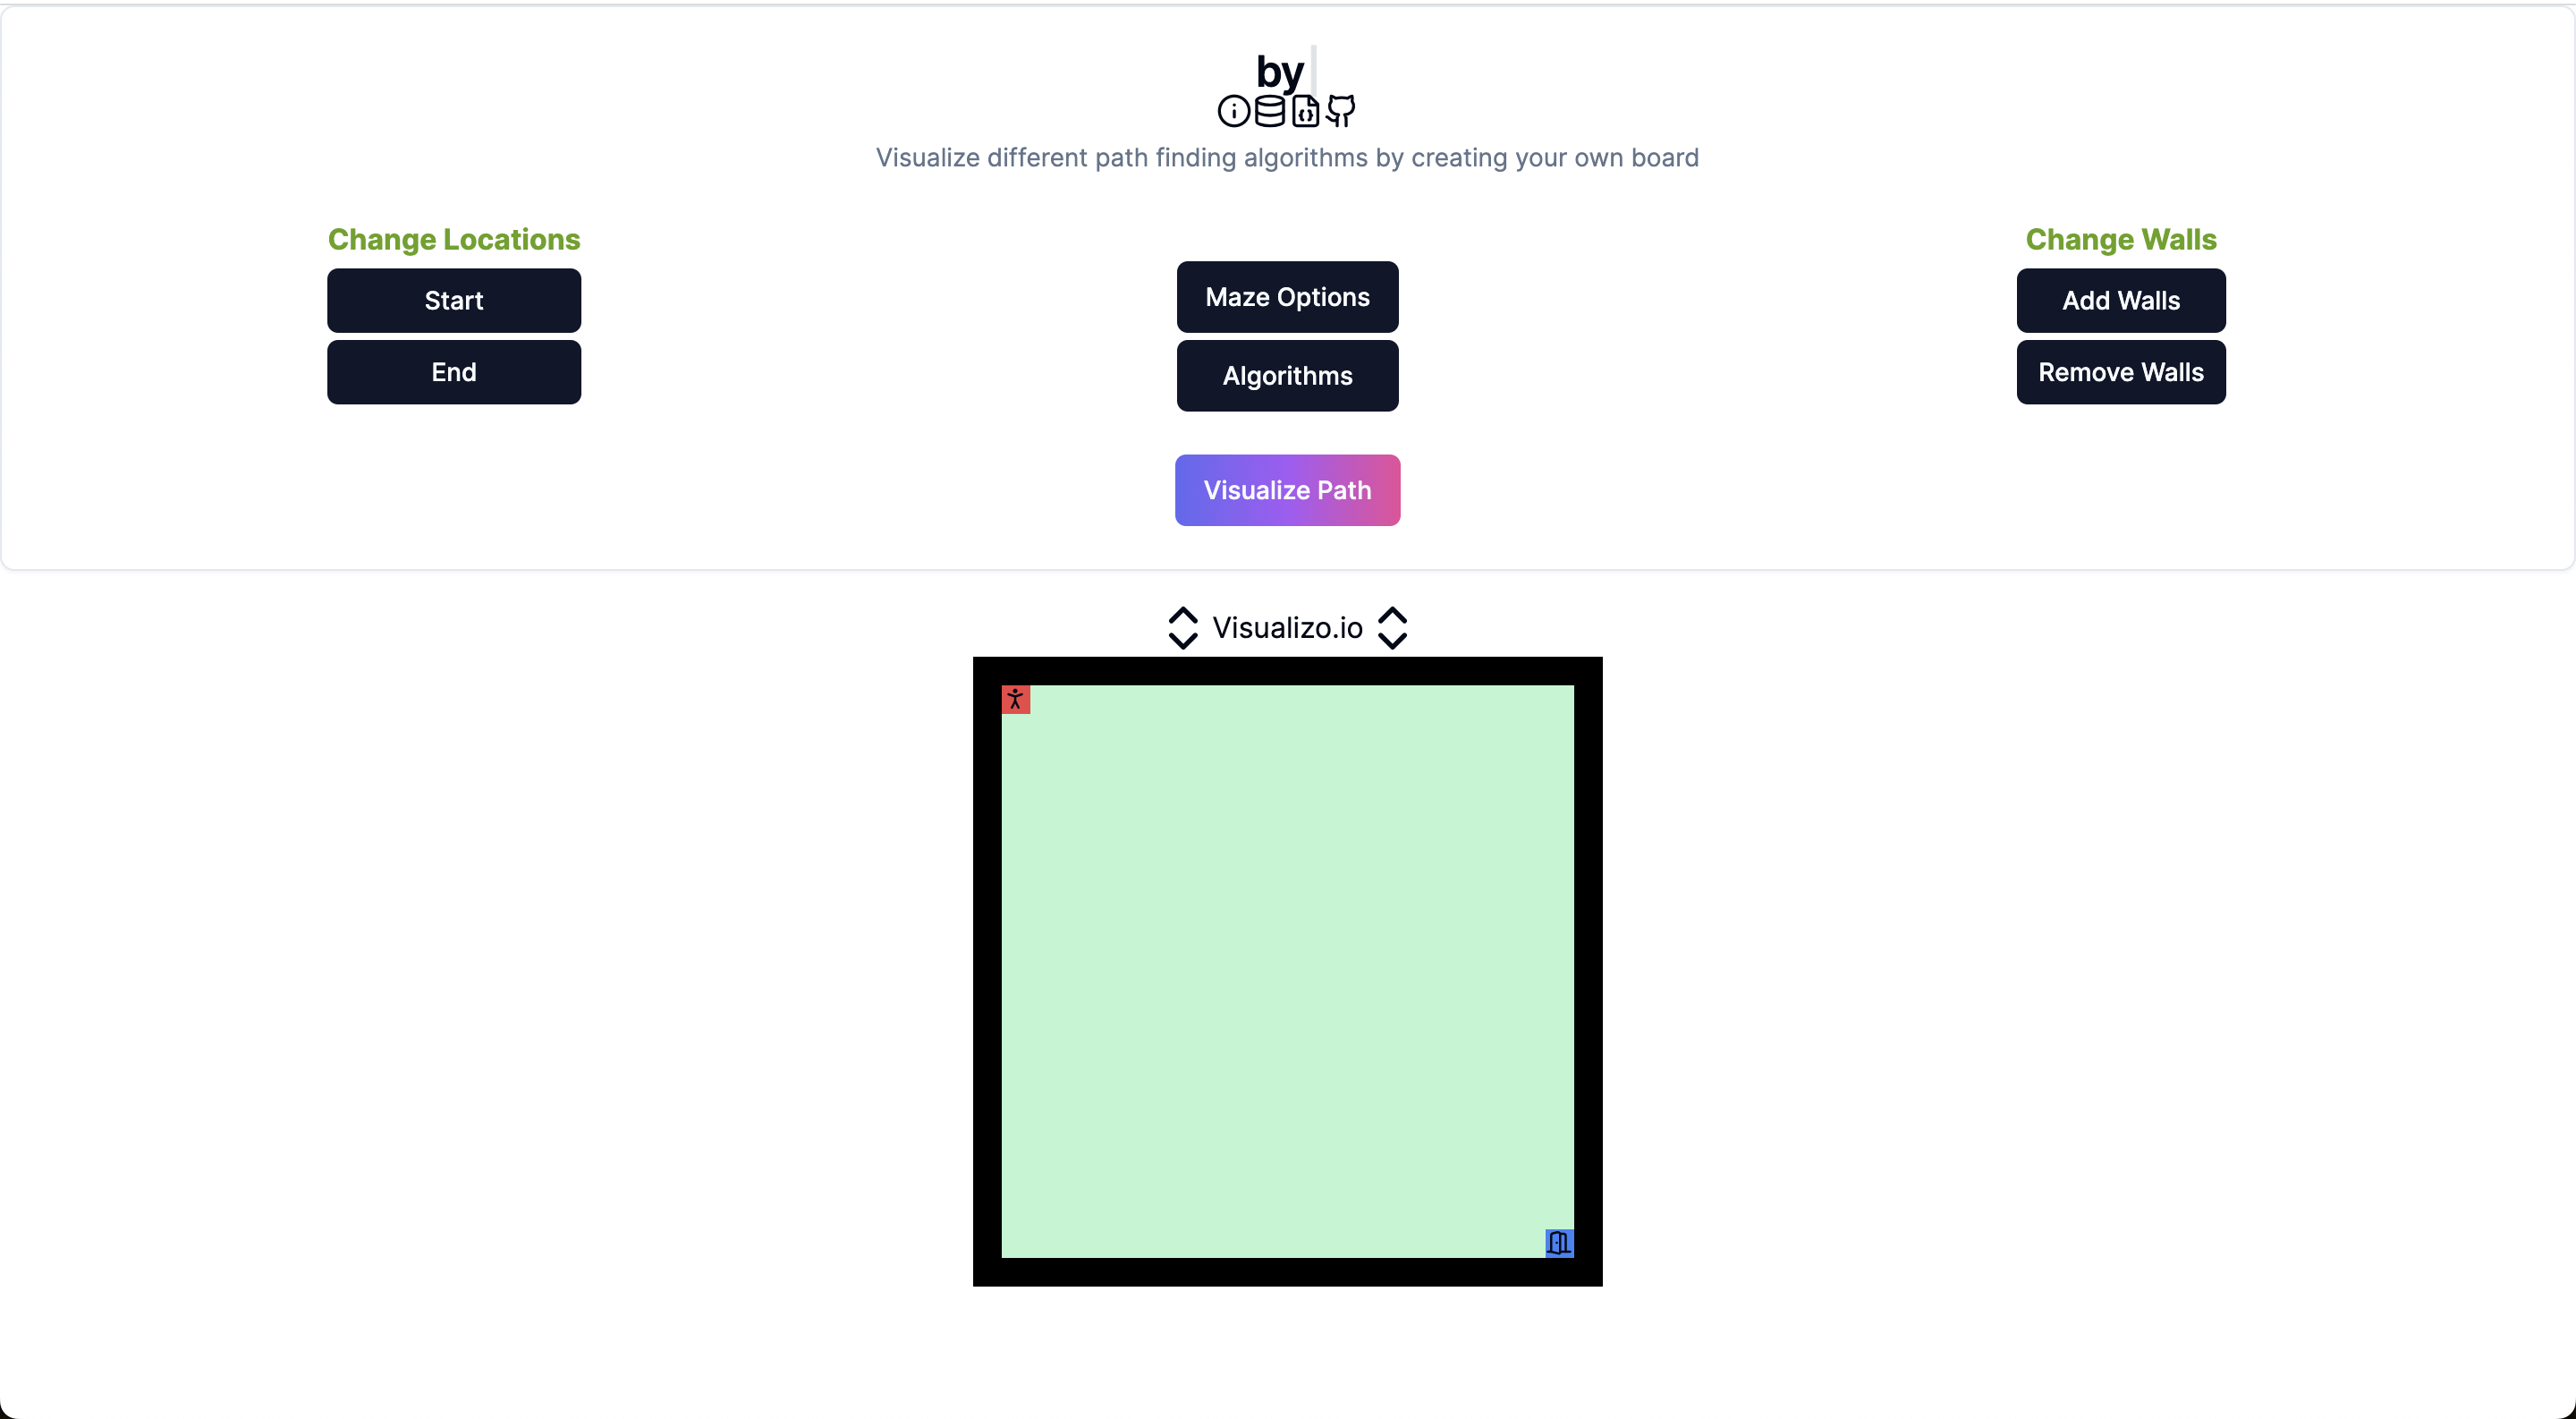 by
Visualize different path finding algorithms by creating your own board
Change Locations
Start
End
Maze Options
Algorithms
Visualize Path
Change Walls
Add Walls
Remove Walls
Visualizo.io